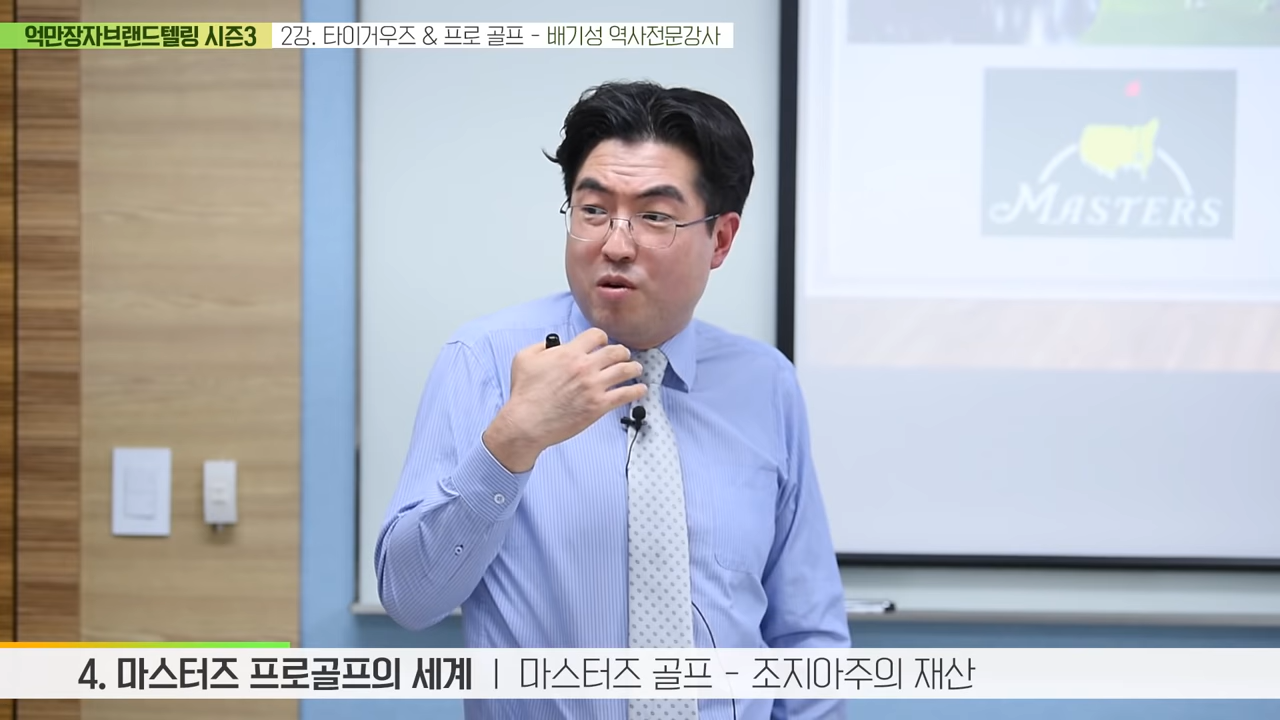 억만장자브랜드텔링 시즌3 2강. 타이거우즈 & 프로 골프 - 배기성 역사전문강사
MASTERS
4. 마스터즈 프로골프의 세계 | 마스터즈 골프 - 조지아주의 재산